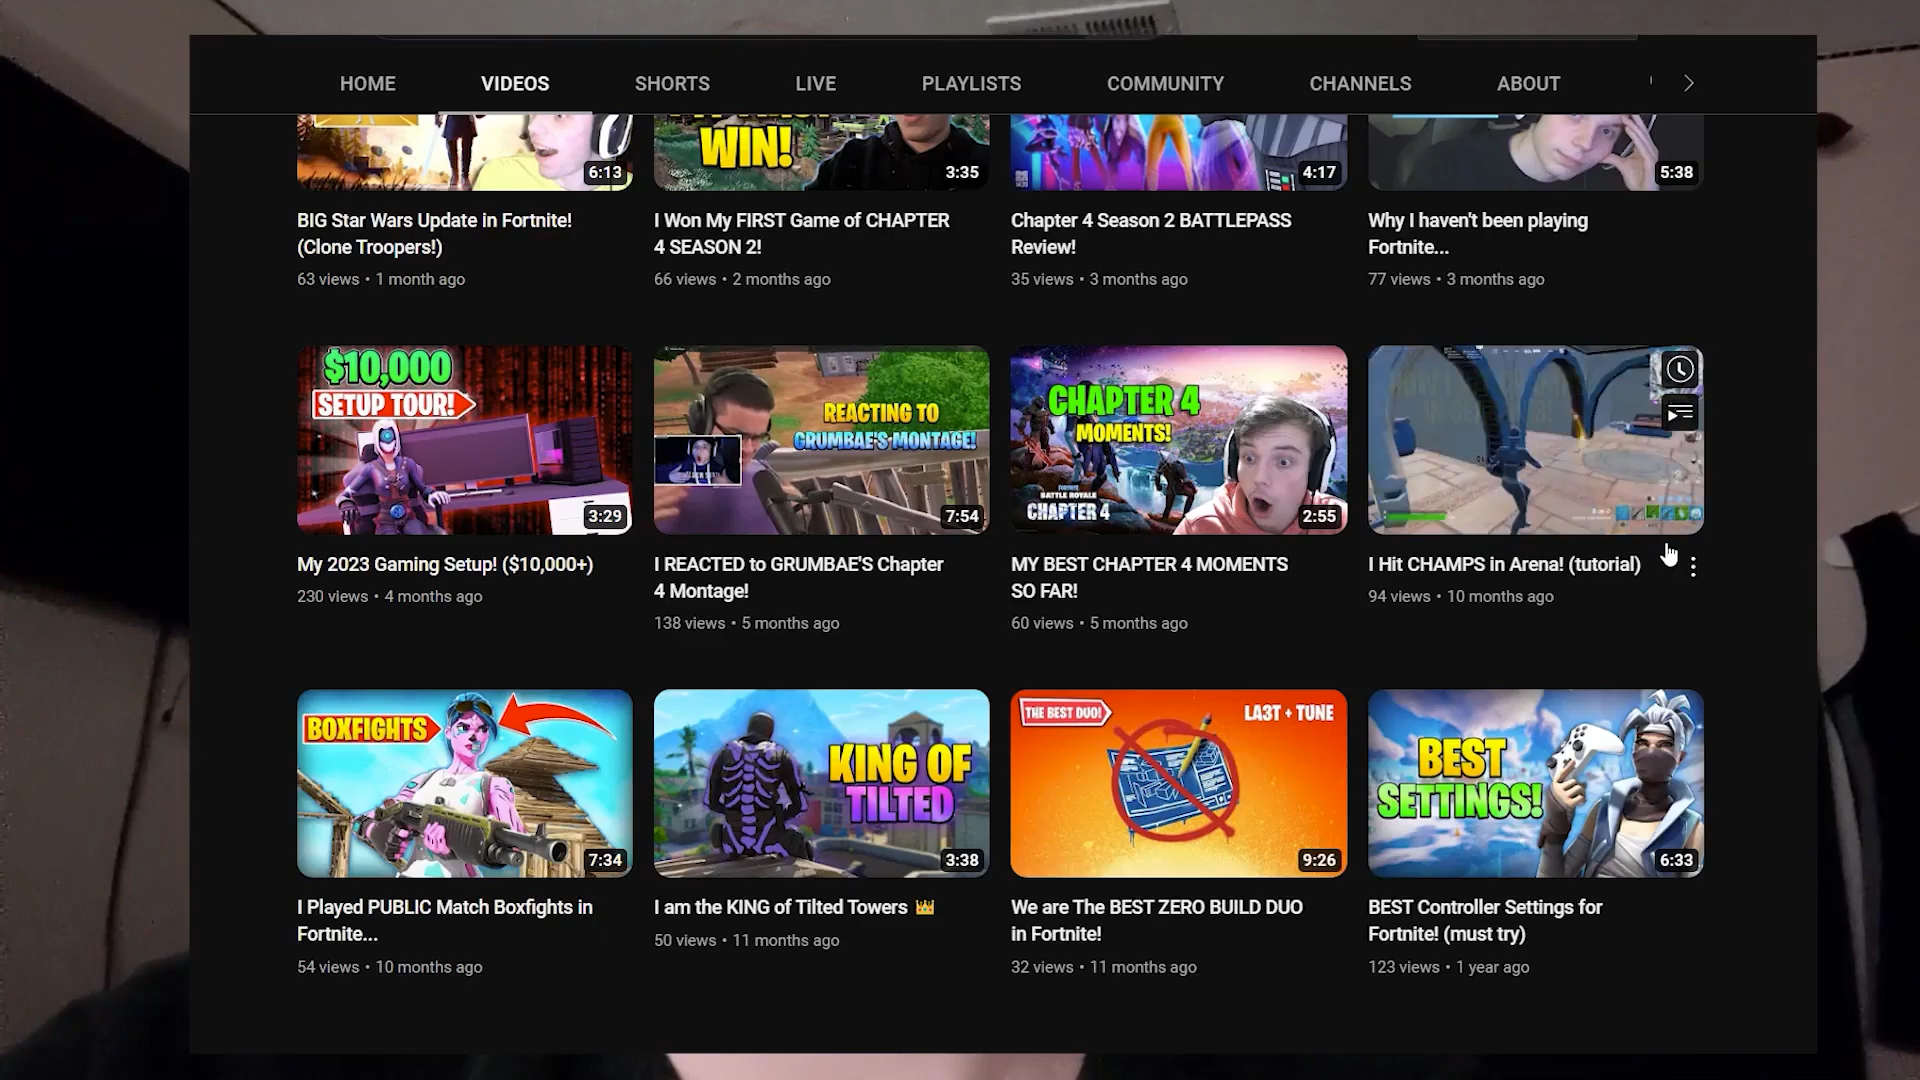 HOME VIDEOS SHORTS LIVE PLAYLISTS COMMUNITY CHANNELS ABOUT
WIN!
6:13
3:35
4:17
5:38
BIG Star Wars Update in Fortnite!
(Clone Troopers!)
63 views • 1 month ago
I Won My FIRST Game of CHAPTER
4 SEASON 2!
66 views • 2 months ago
Chapter 4 Season 2 BATTLEPASS
Review!
35 views • 3 months ago
Why I haven't been playing
Fortnite...
77 views • 3 months ago
$10,000
SETUP TOUR!
3:29
REACTING TO
GRUMBAE'S MONTAGE!
7:54
CHAPTER 4
MOMENTS!
BATTLE ROYALE
CHAPTER 4
2:55
My 2023 Gaming Setup! ($10,000+)
230 views • 4 months ago
I REACTED to GRUMBAE'S Chapter
4 Montage!
138 views • 5 months ago
MY BEST CHAPTER 4 MOMENTS
SO FAR!
60 views • 5 months ago
I Hit CHAMPS in Arena! (tutorial)
94 views • 10 months ago
BOXFIGHTS
7:34
KING OF
TILTED
3:38
THE BEST DUO!
LA3T + TUNE
9:26
BEST
SETTINGS!
6:33
I Played PUBLIC Match Boxfights in
Fortnite...
54 views • 10 months ago
I am the KING of Tilted Towers 👑
50 views • 11 months ago
We are The BEST ZERO BUILD DUO
in Fortnite!
32 views • 11 months ago
BEST Controller Settings for
Fortnite! (must try)
123 views • 1 year ago